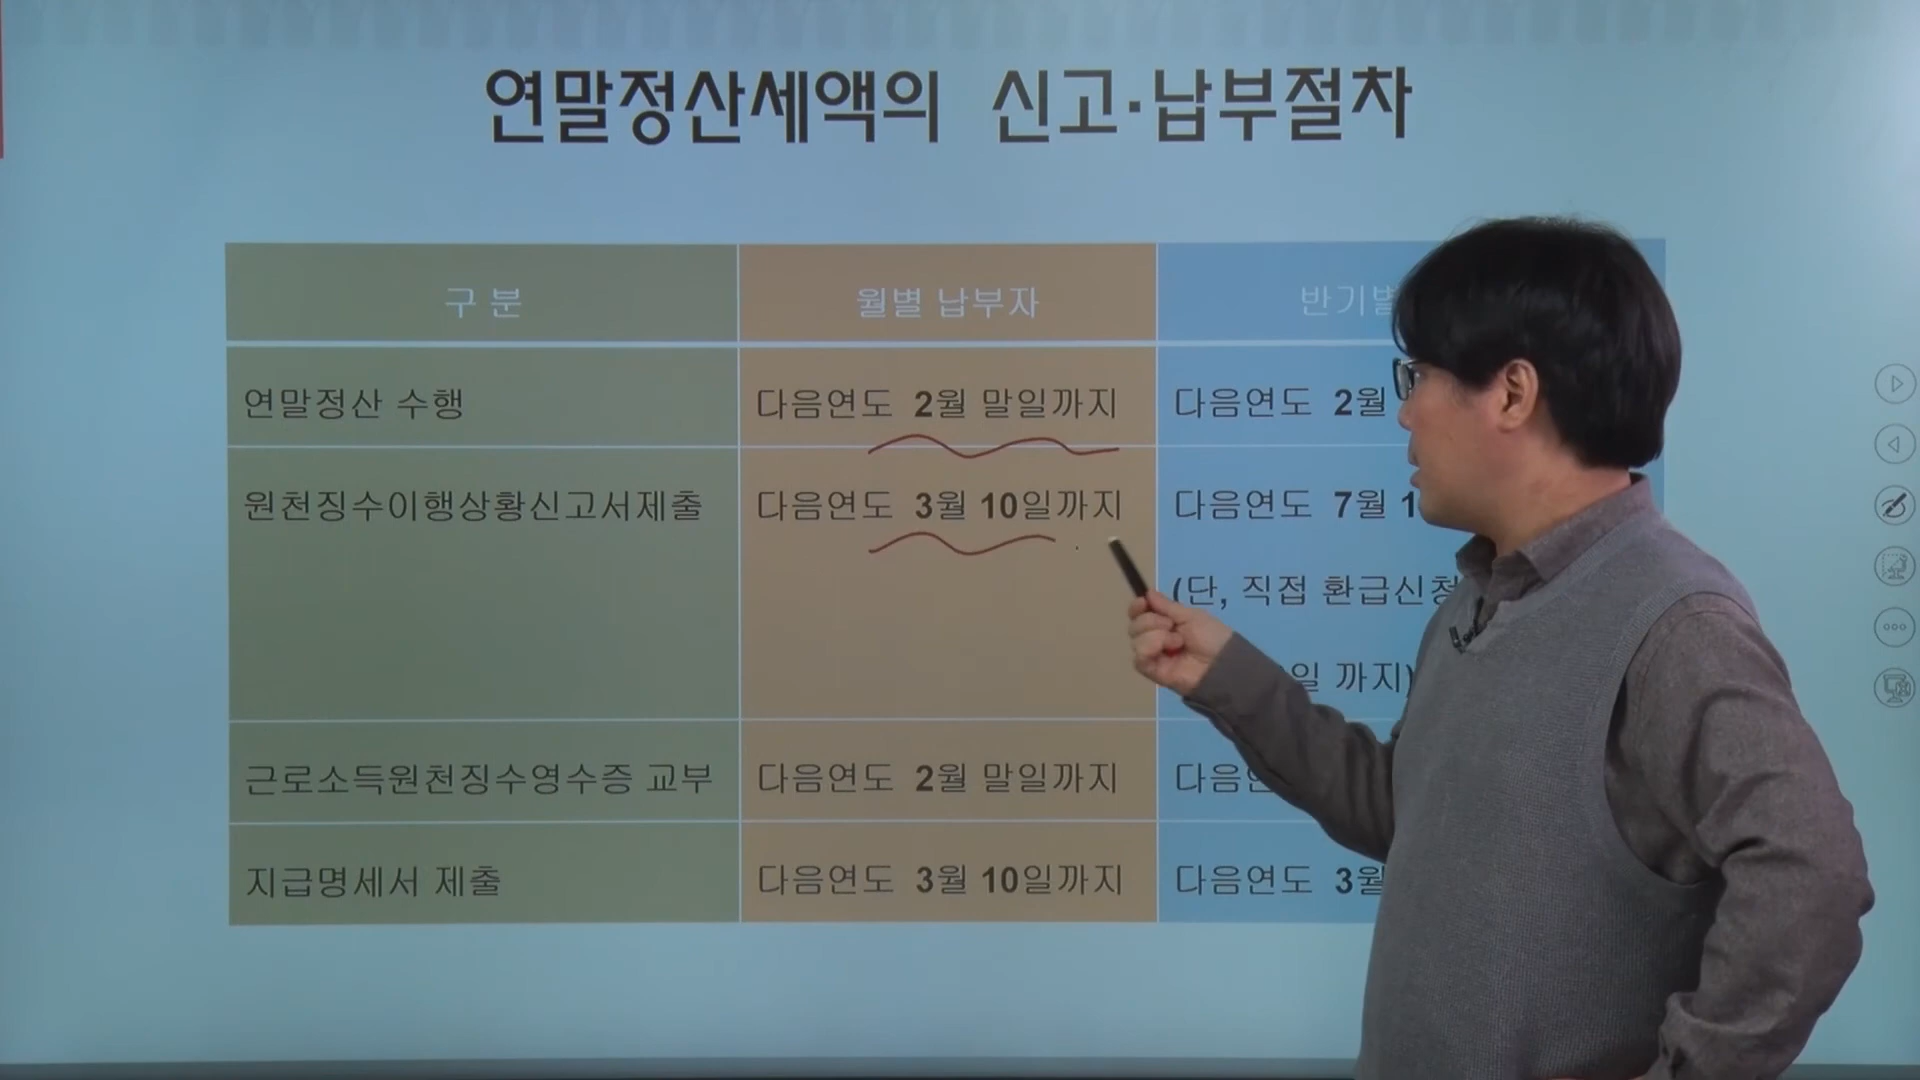 연말정산세액의 신고·납부절차
구 분
월별 납부자
반기별
연말정산 수행
다음연도 2월 말일까지
다음연도 2월
원천징수이행상황신고서제출
다음연도 3월 10일까지
다음연도 7월 1
(단, 직접 환급신청
일 까지)
근로소득원천징수영수증 교부
다음연도 2월 말일까지
지급명세서 제출
다음연도 3월 10일까지
다음연도 3월